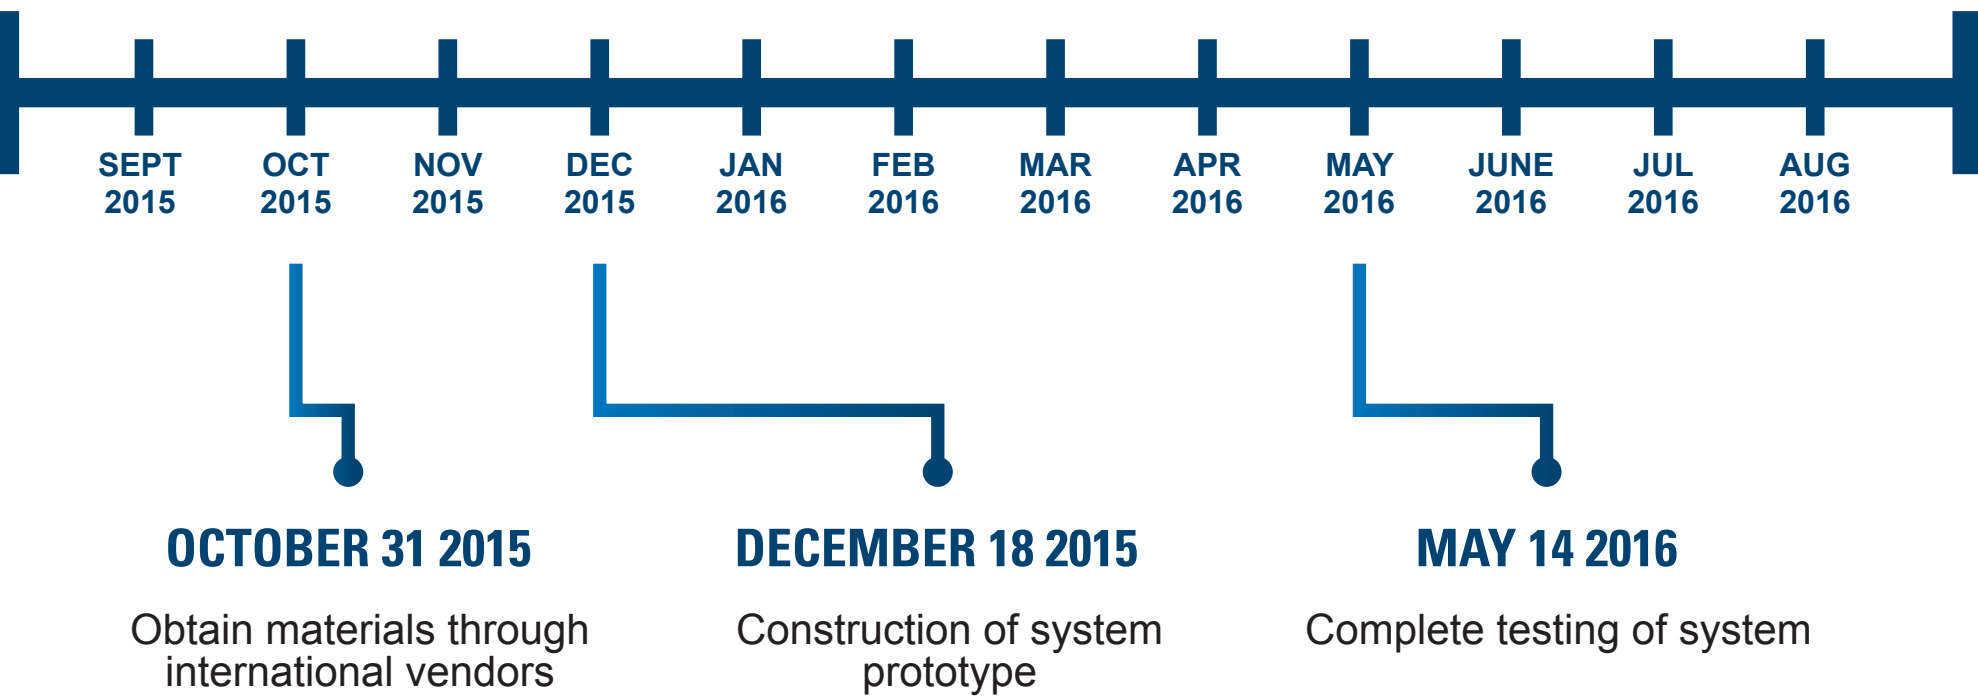 SEPT
2015
OCT
2015
NOV
2015
DEC
2015
JAN
2016
FEB
2016
MAR
2016
APR
2016
MAY
2016
JUNE
2016
JUL
2016
AUG
2016
OCTOBER 31 2015
Obtain materials through
international vendors
DECEMBER 18 2015
Construction of system
prototype
MAY 14 2016
Complete testing of system